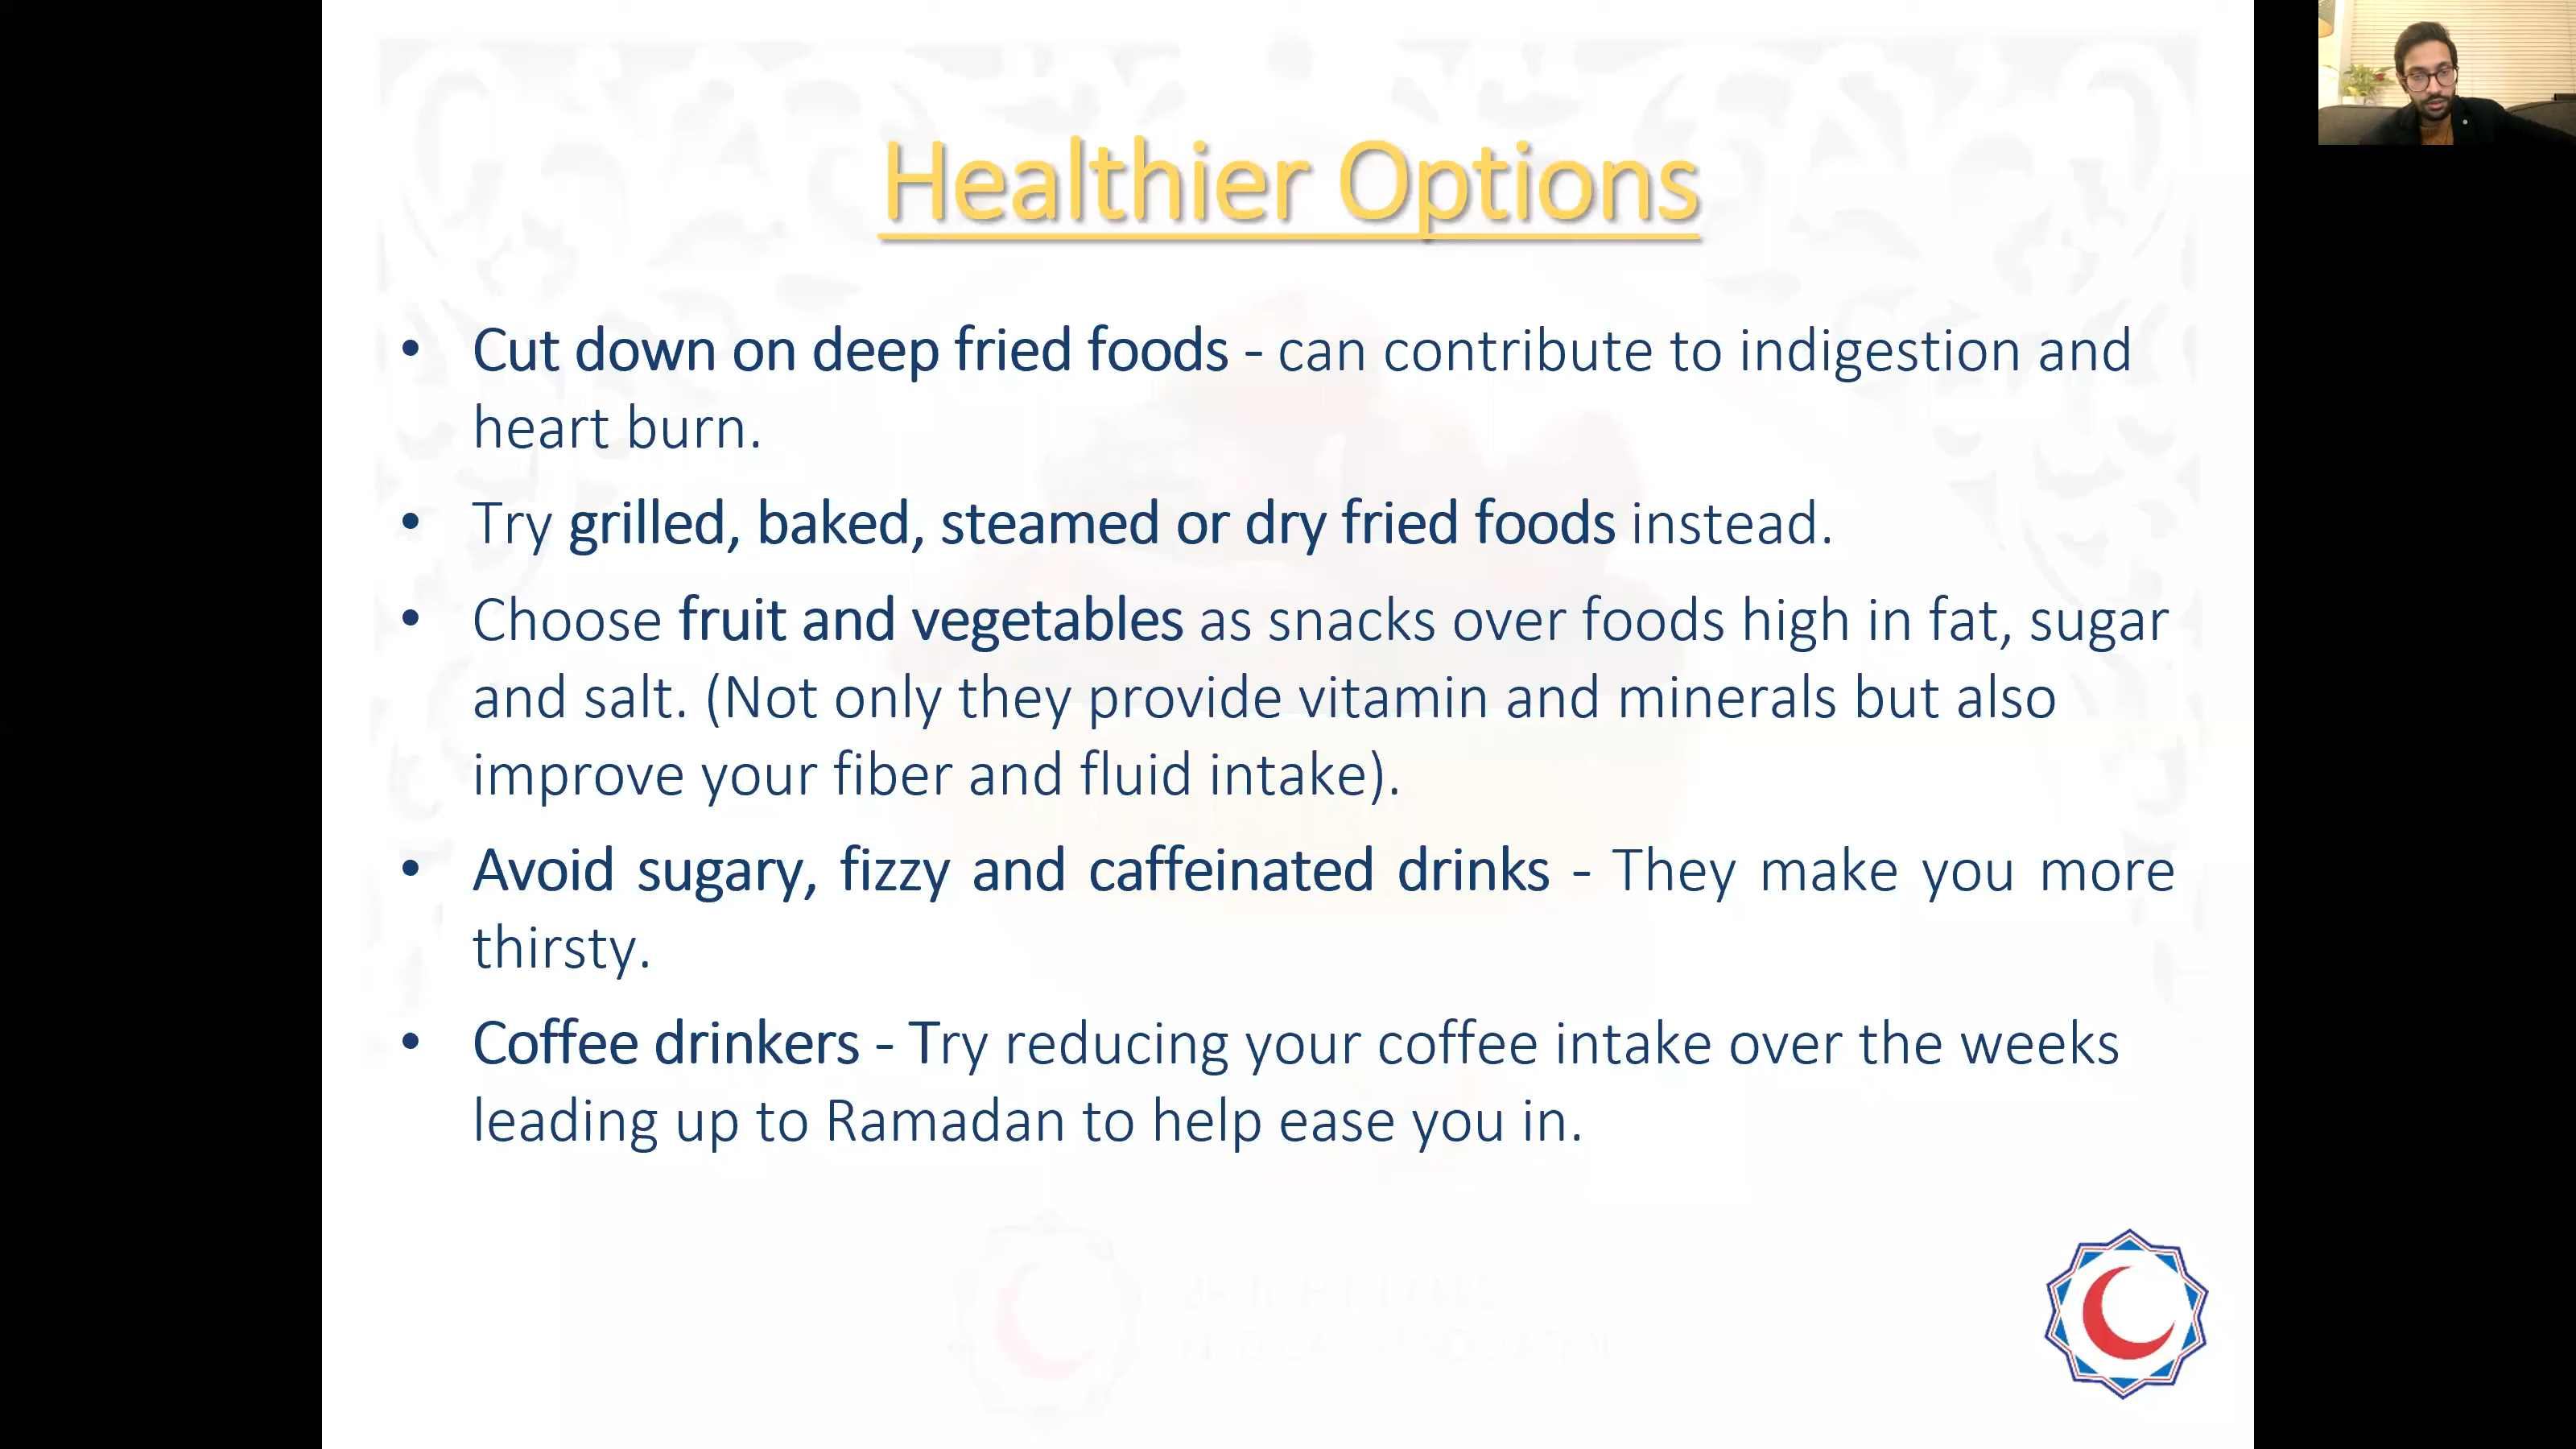 Healthier Options
• Cut down on deep fried foods - can contribute to indigestion and
heart burn.
• Try grilled, baked, steamed or dry fried foods instead.
• Choose fruit and vegetables as snacks over foods high in fat, sugar
and salt. (Not only they provide vitamin and minerals but also
improve your fiber and fluid intake).
• Avoid sugary, fizzy and caffeinated drinks - They make you more
thirsty.
• Coffee drinkers - Try reducing your coffee intake over the weeks
leading up to Ramadan to help ease you in.